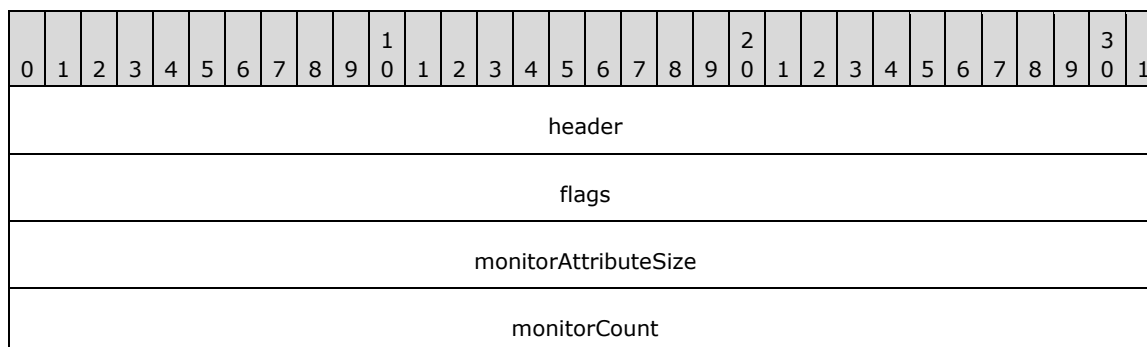 1 2 3
0 1 2 3 4 5 6 7 8 9 0 1 2 3 4 5 6 7 8 9 0 1 2 3 4 5 6 7 8 9 0 1
header
flags
monitorAttributeSize
monitorCount